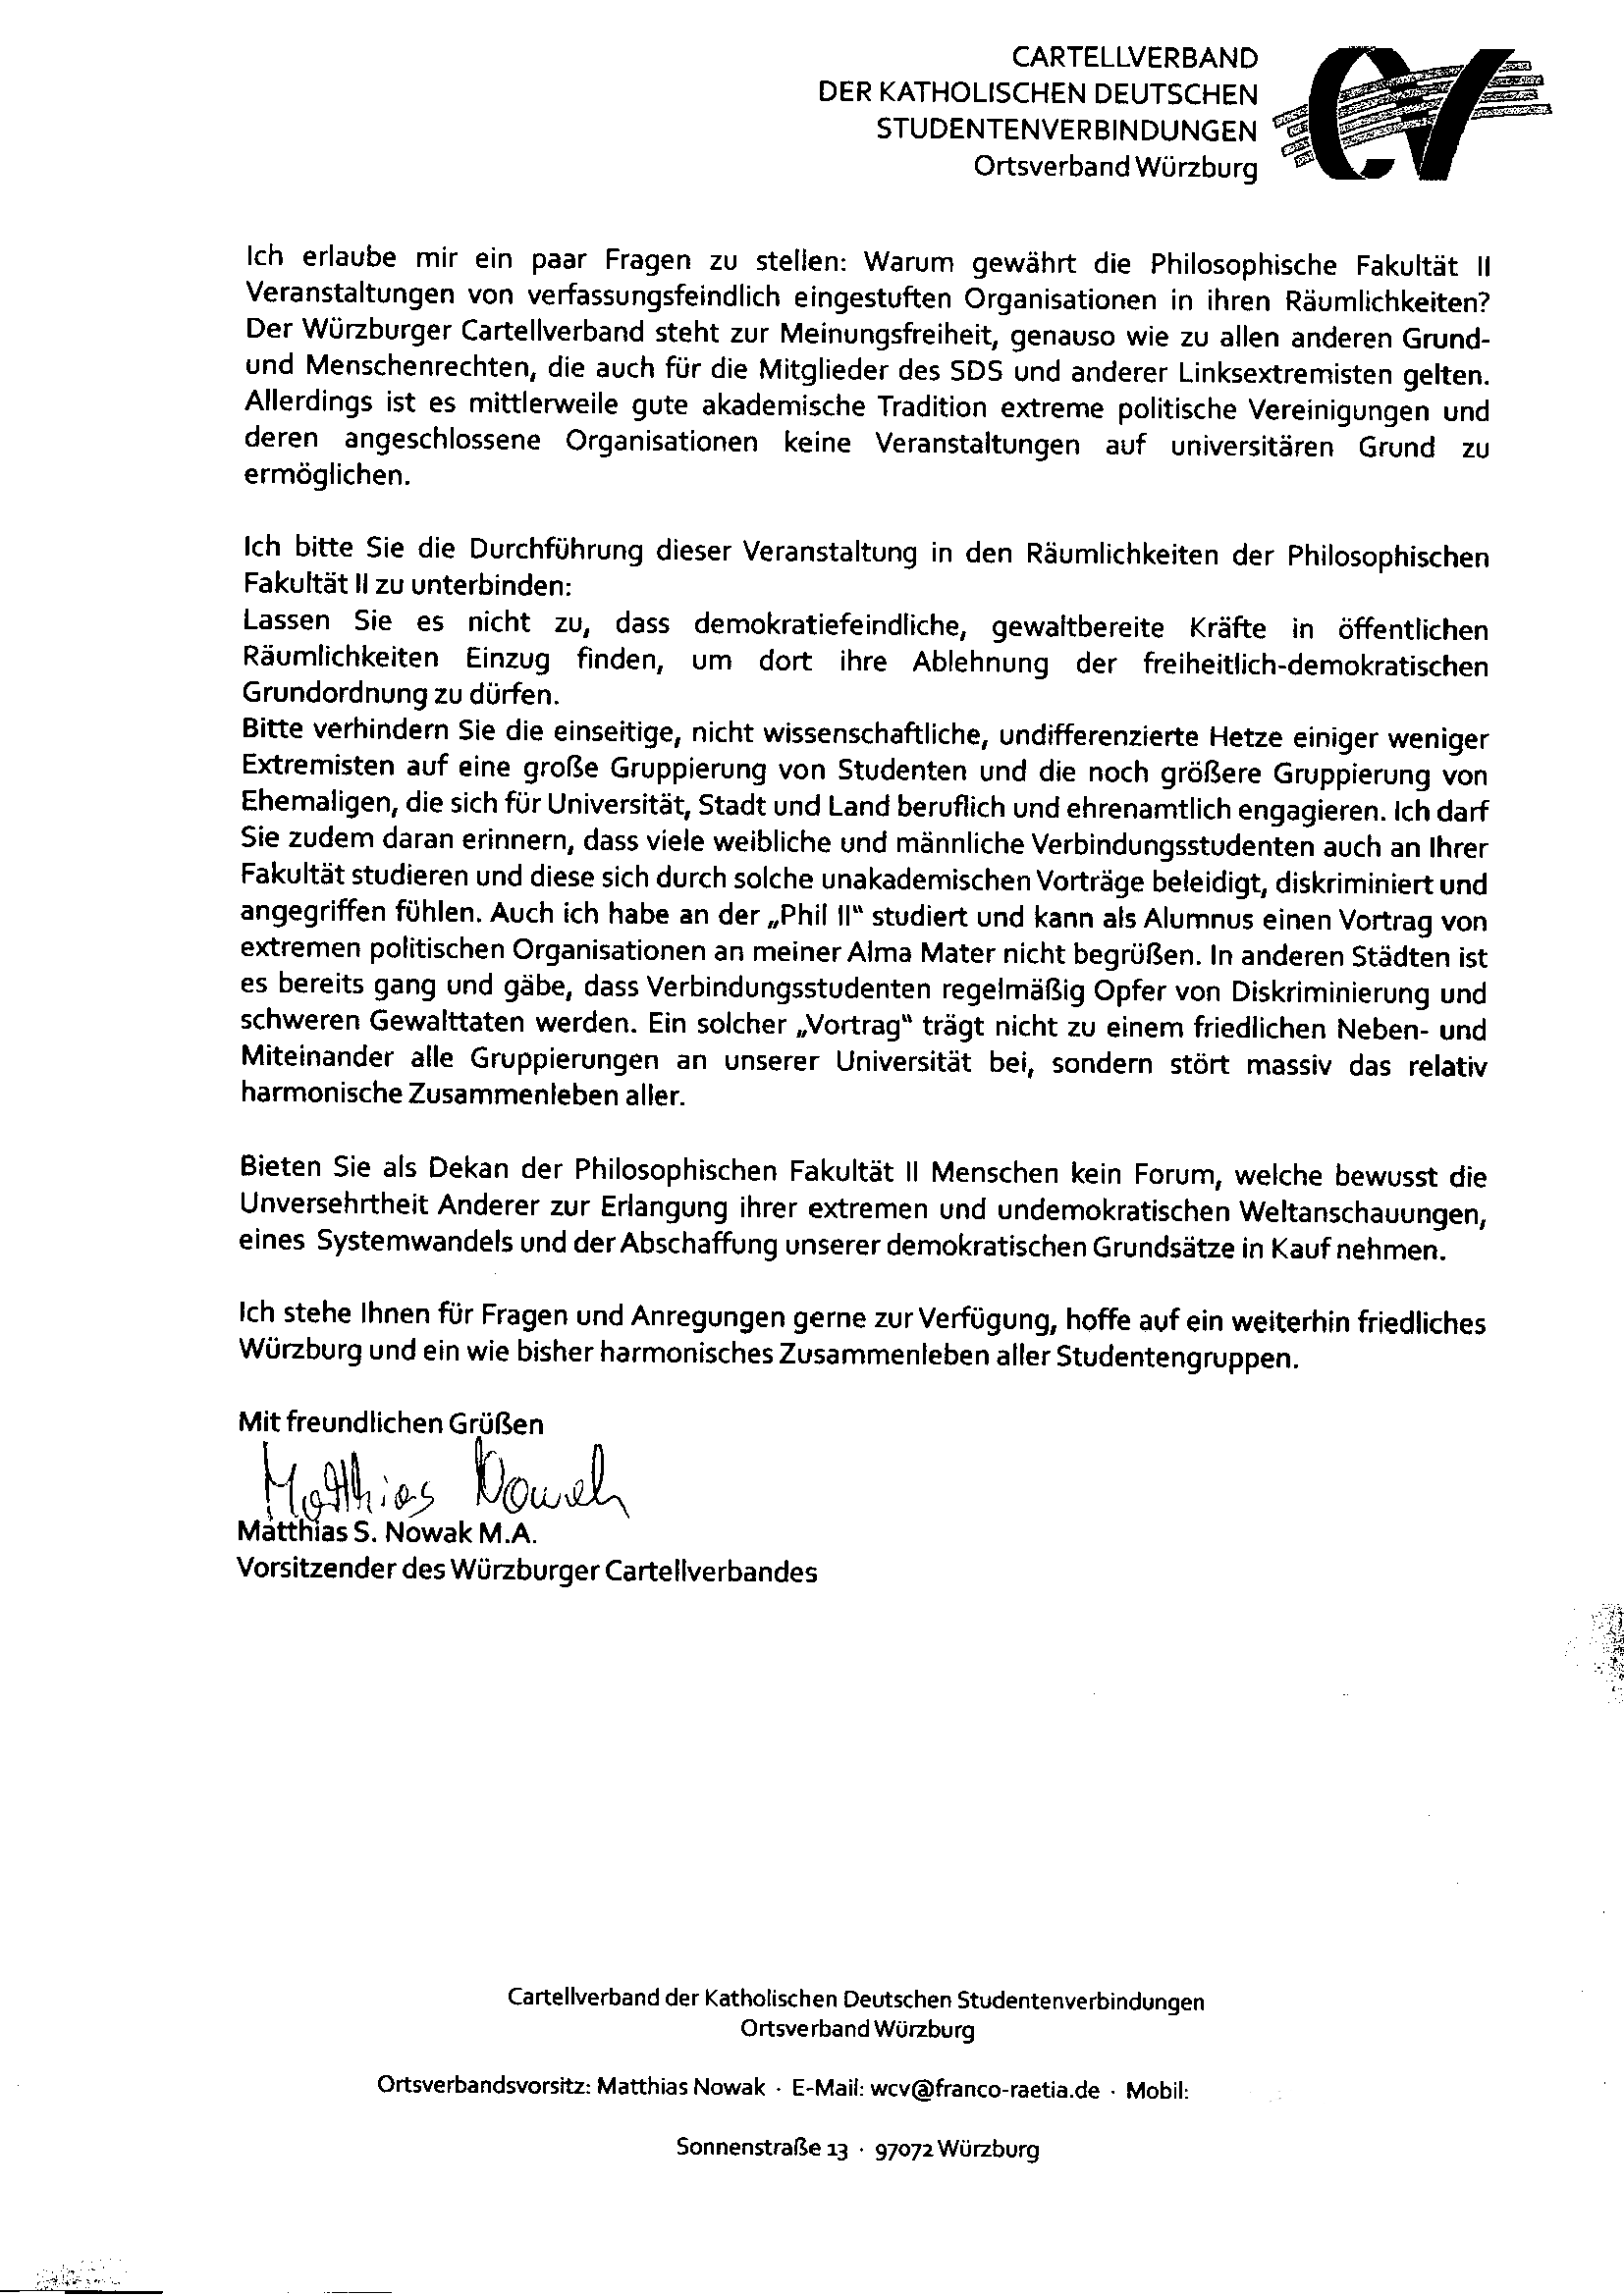 CARTELLVERBAND
DER KATHOLISCHEN DEUTSCHEN
STUDENTENVERBINDUNGEN
Ortsverband Würzburg
CV
Ich erlaube mir ein paar Fragen zu stellen: Warum gewährt die Philosophische Fakultät II
Veranstaltungen von verfassungsfeindlich eingestuften Organisationen in ihren Räumlichkeiten?
Der Würzburger Cartellverband steht zur Meinungsfreiheit, genauso wie zu allen anderen Grund-
und Menschenrechten, die auch für die Mitglieder des SDS und anderer Linksextremisten gelten.
Allerdings ist es mittlerweile gute akademische Tradition extreme politische Vereinigungen und
deren angeschlossene Organisationen keine Veranstaltungen auf universitären Grund zu
ermöglichen.
Ich bitte Sie die Durchführung dieser Veranstaltung in den Räumlichkeiten der Philosophischen
Fakultät II zu unterbinden:
Lassen Sie es nicht zu, dass demokratiefeindliche, gewaltbereite Kräfte in öffentlichen
Räumlichkeiten Einzug finden, um dort ihre Ablehnung der freiheitlich-demokratischen
Grundordnung zu dürfen.
Bitte verhindern Sie die einseitige, nicht wissenschaftliche, undifferenzierte Hetze einiger weniger
Extremisten auf eine große Gruppierung von Studenten und die noch größere Gruppierung von
Ehemaligen, die sich für Universität, Stadt und Land beruflich und ehrenamtlich engagieren. Ich darf
Sie zudem daran erinnern, dass viele weibliche und männliche Verbindungsstudenten auch an Ihrer
Fakultät studieren und diese sich durch solche unakademischen Vorträge beleidigt, diskriminiert und
angegriffen fühlen. Auch ich habe an der „Phil II“ studiert und kann als Alumnus einen Vortrag von
extremen politischen Organisationen an meiner Alma Mater nicht begrüßen. In anderen Städten ist
es bereits gang und gäbe, dass Verbindungsstudenten regelmäßig Opfer von Diskriminierung und
schweren Gewalttaten werden. Ein solcher „Vortrag“ trägt nicht zu einem friedlichen Neben- und
Miteinander alle Gruppierungen an unserer Universität bei, sondern stört massiv das relativ
harmonische Zusammenleben aller.
Bieten Sie als Dekan der Philosophischen Fakultät II Menschen kein Forum, welche bewusst die
Unversehrtheit Anderer zur Erlangung ihrer extremen und undemokratischen Weltanschauungen,
eines Systemwandels und der Abschaffung unserer demokratischen Grundsätze in Kauf nehmen.
Ich stehe Ihnen für Fragen und Anregungen gerne zur Verfügung, hoffe auf ein weiterhin friedliches
Würzburg und ein wie bisher harmonisches Zusammenleben aller Studentengruppen.
Mit freundlichen Grüßen
Matthias Nowak
Matthias S. Nowak M.A.
Vorsitzender des Würzburger Cartellverbandes
Cartellverband der Katholischen Deutschen Studentenverbindungen
Ortsverband Würzburg
Ortsverbandsvorsitz: Matthias Nowak · E-Mail: wcv@franco-raetia.de · Mobil:
Sonnenstraße 13 · 97072 Würzburg